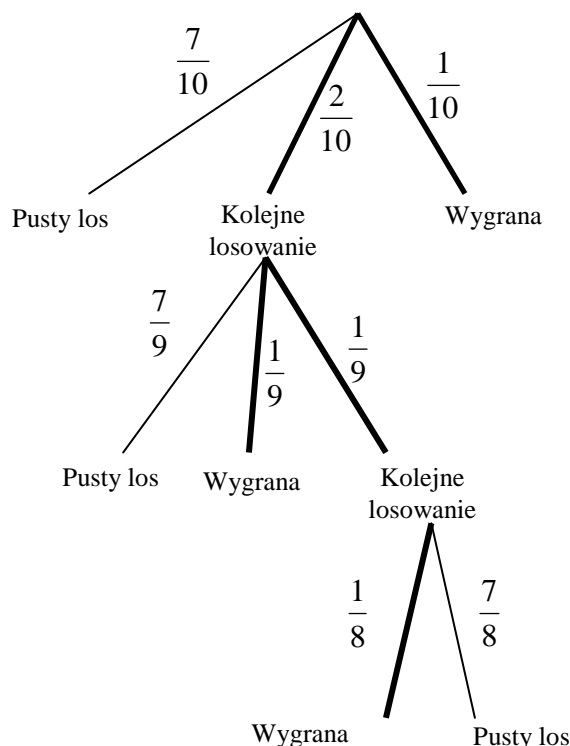 7/10
2/10
1/10
Pusty los
Kolejne
losowanie
Wygrana
7/9
1/9
1/9
Pusty los
Wygrana
Kolejne
losowanie
1/8
7/8
Wygrana
Pusty los